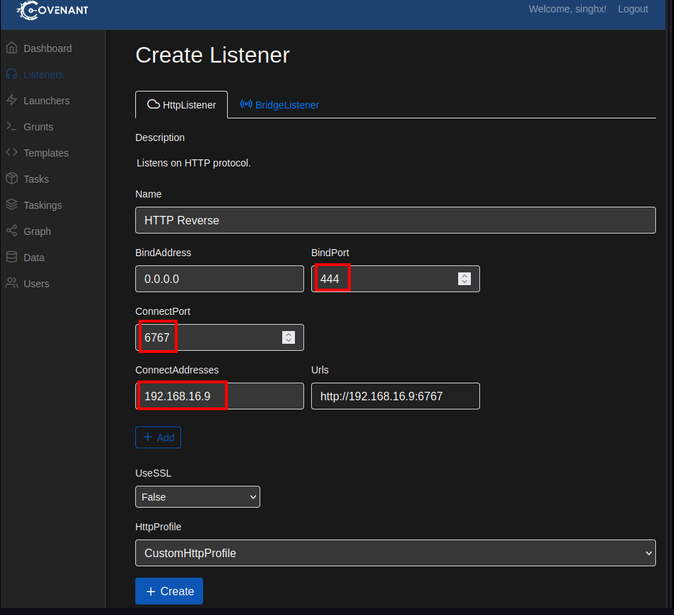 COVENANT
Welcome, singhx! Logout
Dashboard
Listeners
Launchers
Grunts
Templates
Tasks
Taskings
Graph
Data
Users
Create Listener
HttpListener BridgeListener
Description
Listens on HTTP protocol.
Name
HTTP Reverse
BindAddress BindPort
0.0.0.0 444
ConnectPort
6767
ConnectAddresses Urls
192.168.16.9 http://192.168.16.9:6767
+ Add
UseSSL
False
HttpProfile
CustomHttpProfile
+ Create